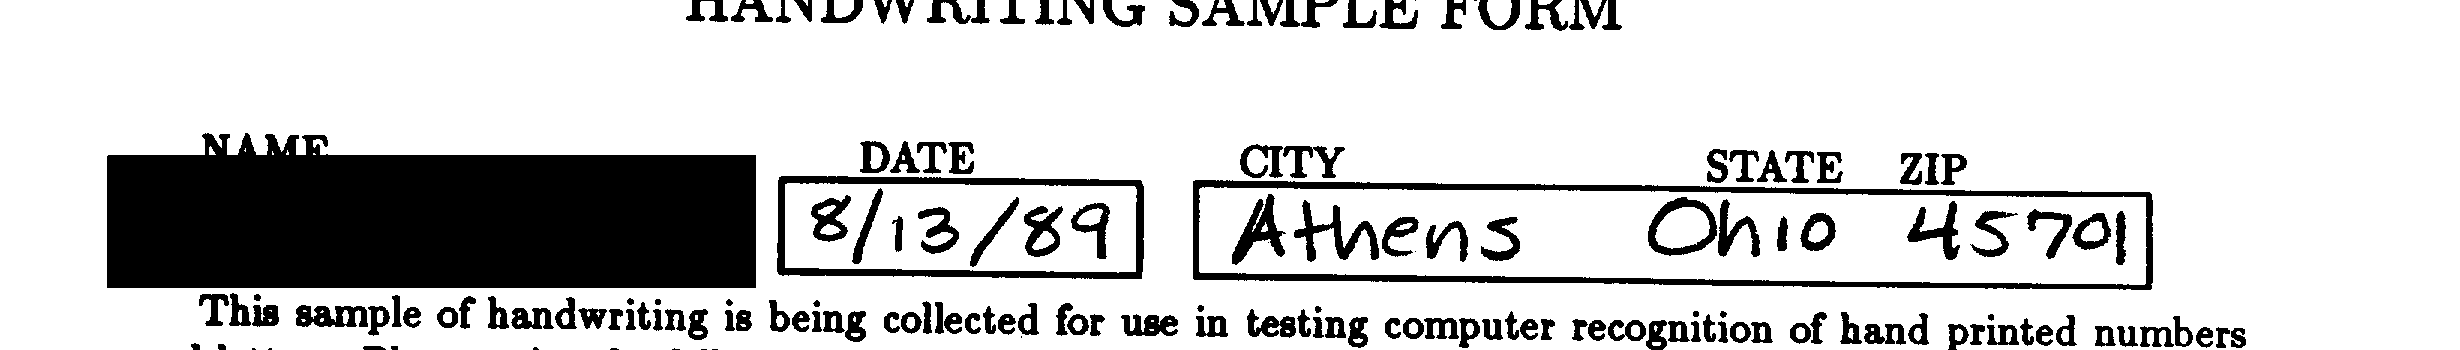 HANDWRITING SAMPLE FORM
NAME DATE CITY STATE ZIP
8/13/89 Athens Ohio 45701
This sample of handwriting is being collected for use in testing computer recognition of hand printed numbers